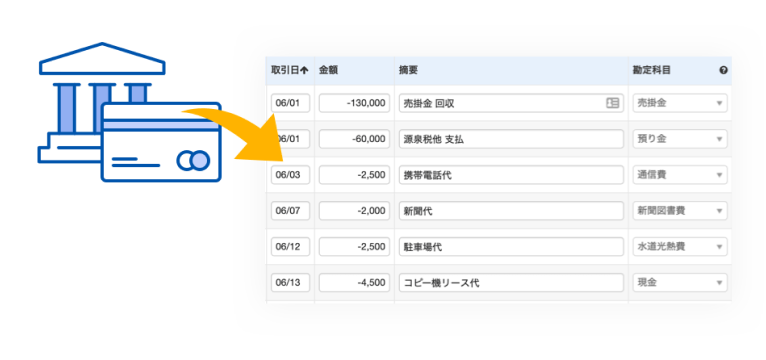 取引日↑ 金額 摘要 勘定科目 ?
06/01 -130,000 売掛金 回収 売掛金 ▼
06/01 -60,000 源泉税他 支払 預り金 ▼
06/03 -2,500 携帯電話代 通信費 ▼
06/07 -2,000 新聞代 新聞図書費 ▼
06/12 -2,500 駐車場代 水道光熱費 ▼
06/13 -4,500 コピー機リース代 現金 ▼